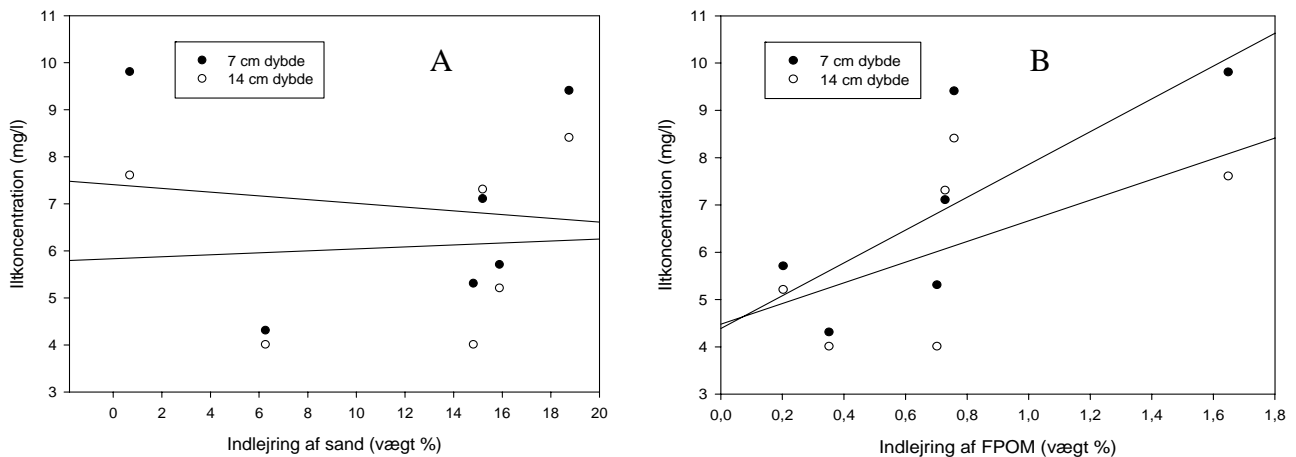 A
7 cm dybde
14 cm dybde
Iltkoncentration (mg/l)
11
10
9
8
7
6
5
4
3
0 2 4 6 8 10 12 14 16 18 20
Indlejring af sand (vægt %)
B
7 cm dybde
14 cm dybde
Iltkoncentration (mg/l)
11
10
9
8
7
6
5
4
3
0,0 0,2 0,4 0,6 0,8 1,0 1,2 1,4 1,6 1,8
Indlejring af FPOM (vægt %)